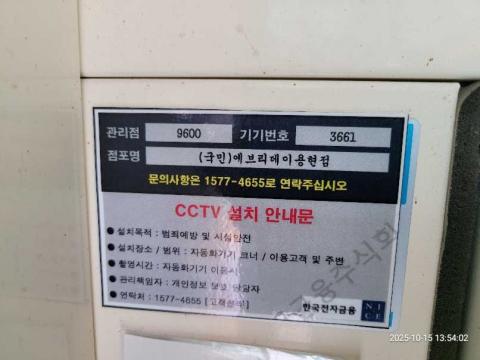 관리점 9600 기기번호 3661
점포명 (국민)에브리데이용현점
문의사항은 1577-4655로 연락주십시오
CCTV 설치 안내문
● 설치목적 : 범죄예방 및 시설안전
● 설치장소 / 범위 : 자동화기기 코너 / 이용고객 및 주변
● 촬영시간 : 자동화기기 이용시
● 관리책임자 : 개인정보 보호 담당자
● 연락처 : 1577-4655 [고객센터]
한국전자금융 NICE
2025-10-15 13:54:02